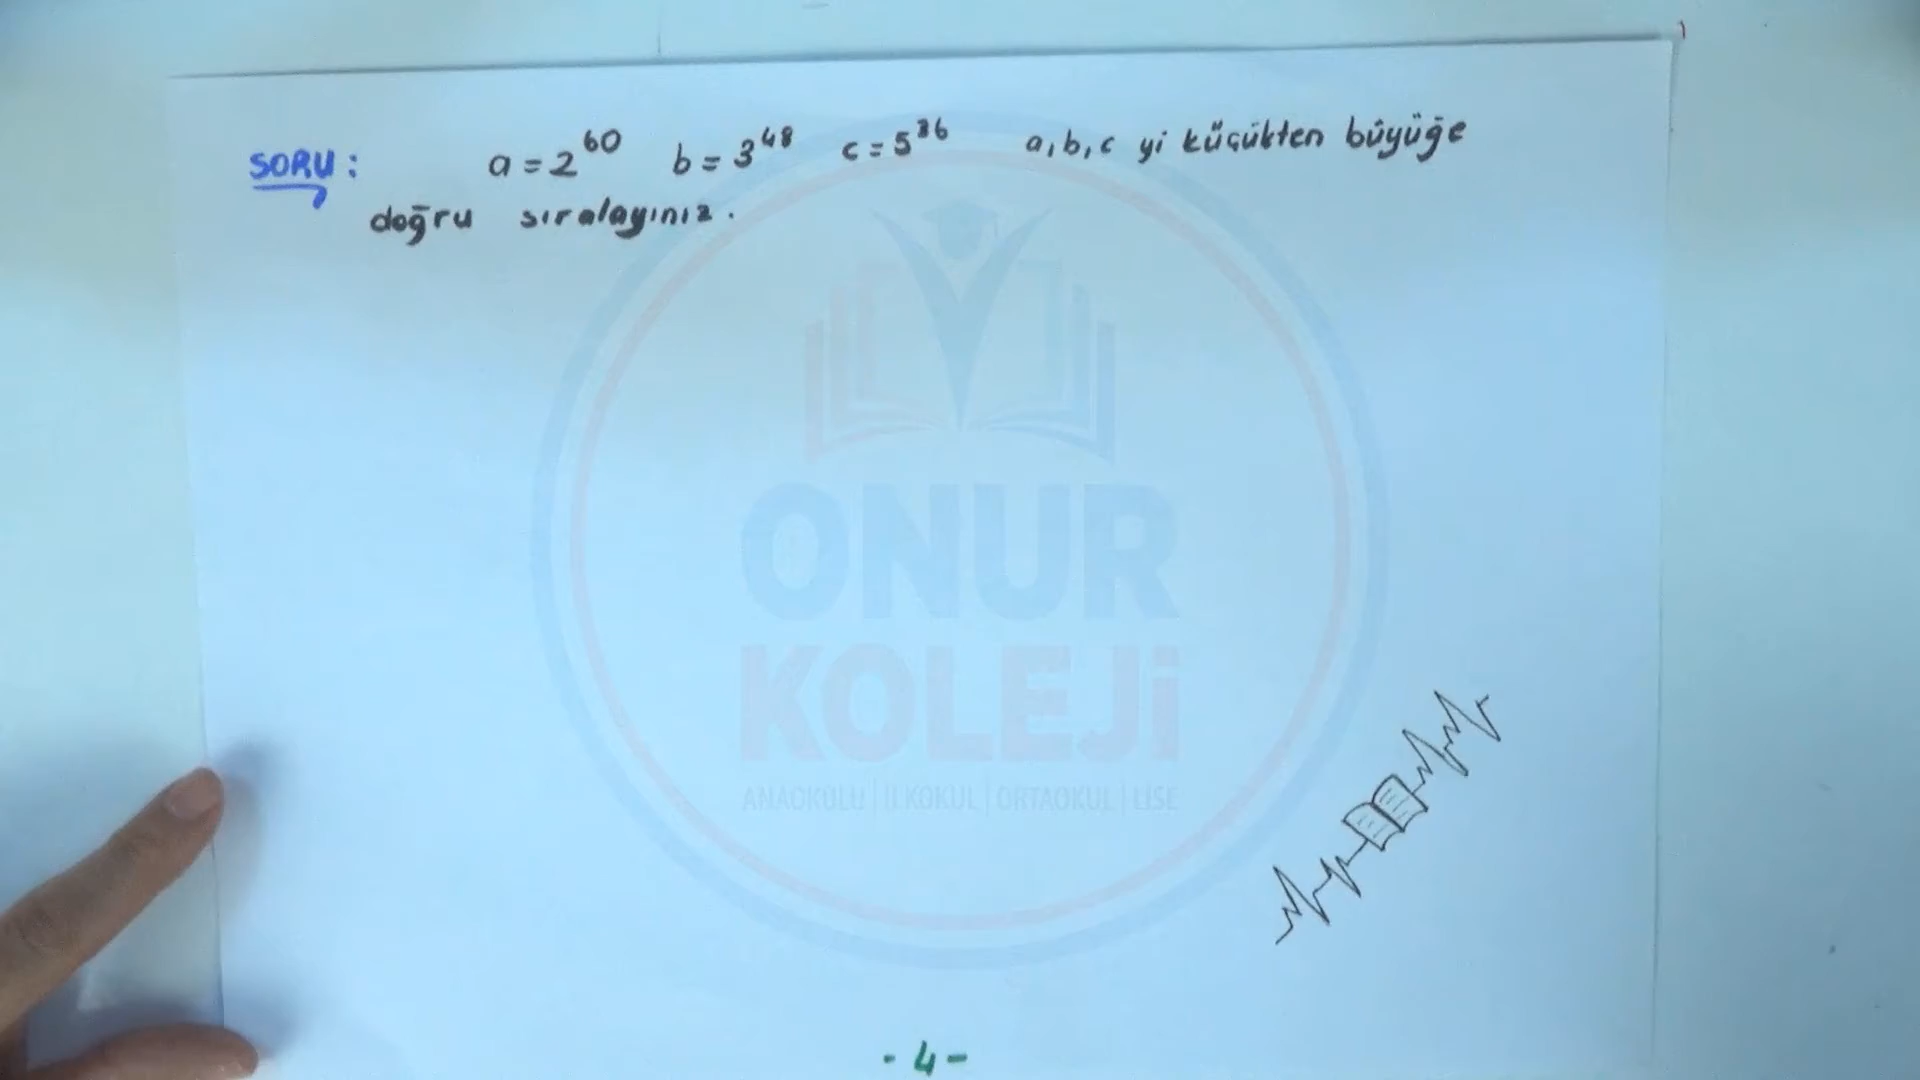 SORU: a = 2^60 b = 3^48 c = 5^36 a, b, c yi küçükten büyüğe
doğru sıralayınız.
ONUR
KOLEJİ
ANAOKULU | İLKOKUL | ORTAOKUL | LİSE
- 4 -